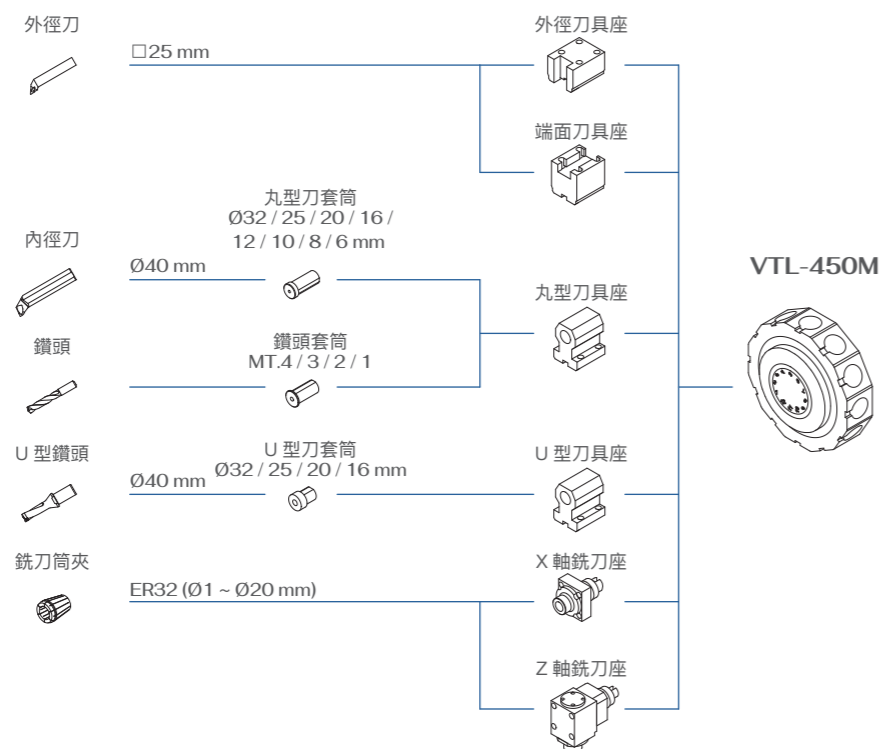 外徑刀
□25 mm
外徑刀具座
端面刀具座
丸型刀套筒
Ø32 / 25 / 20 / 16 /
12 / 10 / 8 / 6 mm
內徑刀
Ø40 mm
VTL-450M
丸型刀具座
鑽頭
鑽頭套筒
MT.4 / 3 / 2 / 1
U 型鑽頭
Ø40 mm
U 型刀套筒
Ø32 / 25 / 20 / 16 mm
U 型刀具座
銑刀筒夾
ER32 (Ø1 ~ Ø20 mm)
X 軸銑刀座
Z 軸銑刀座